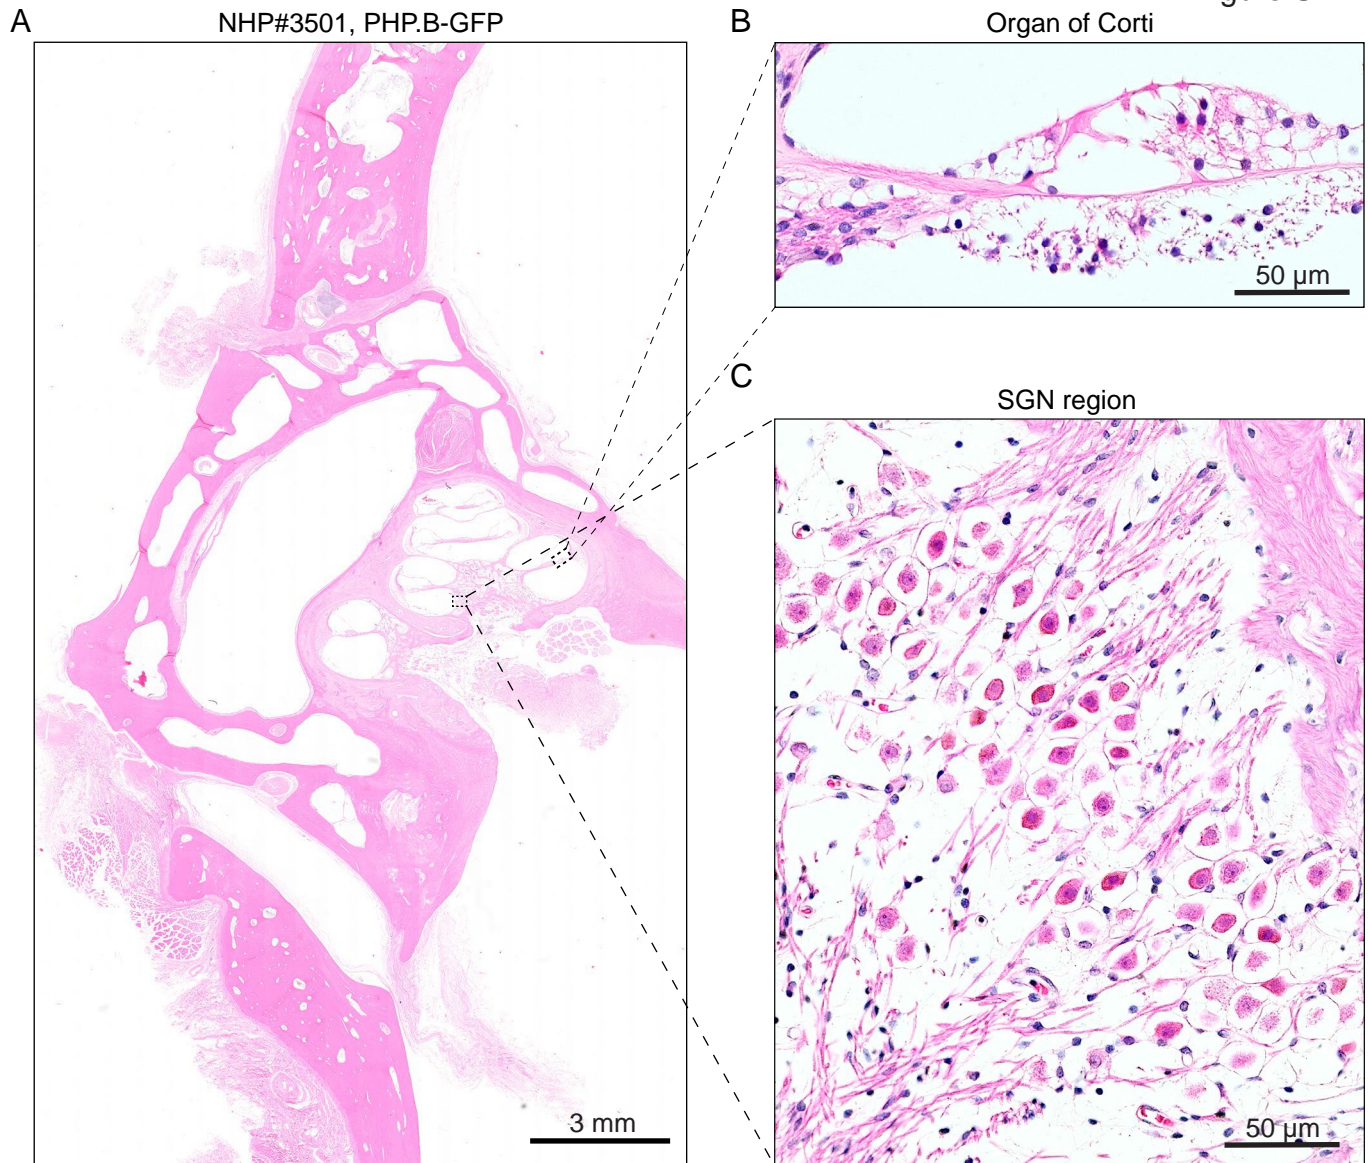 A
NHP#3501, PHP.B-GFP
3 mm
B
Organ of Corti
50 µm
C
SGN region
50 µm